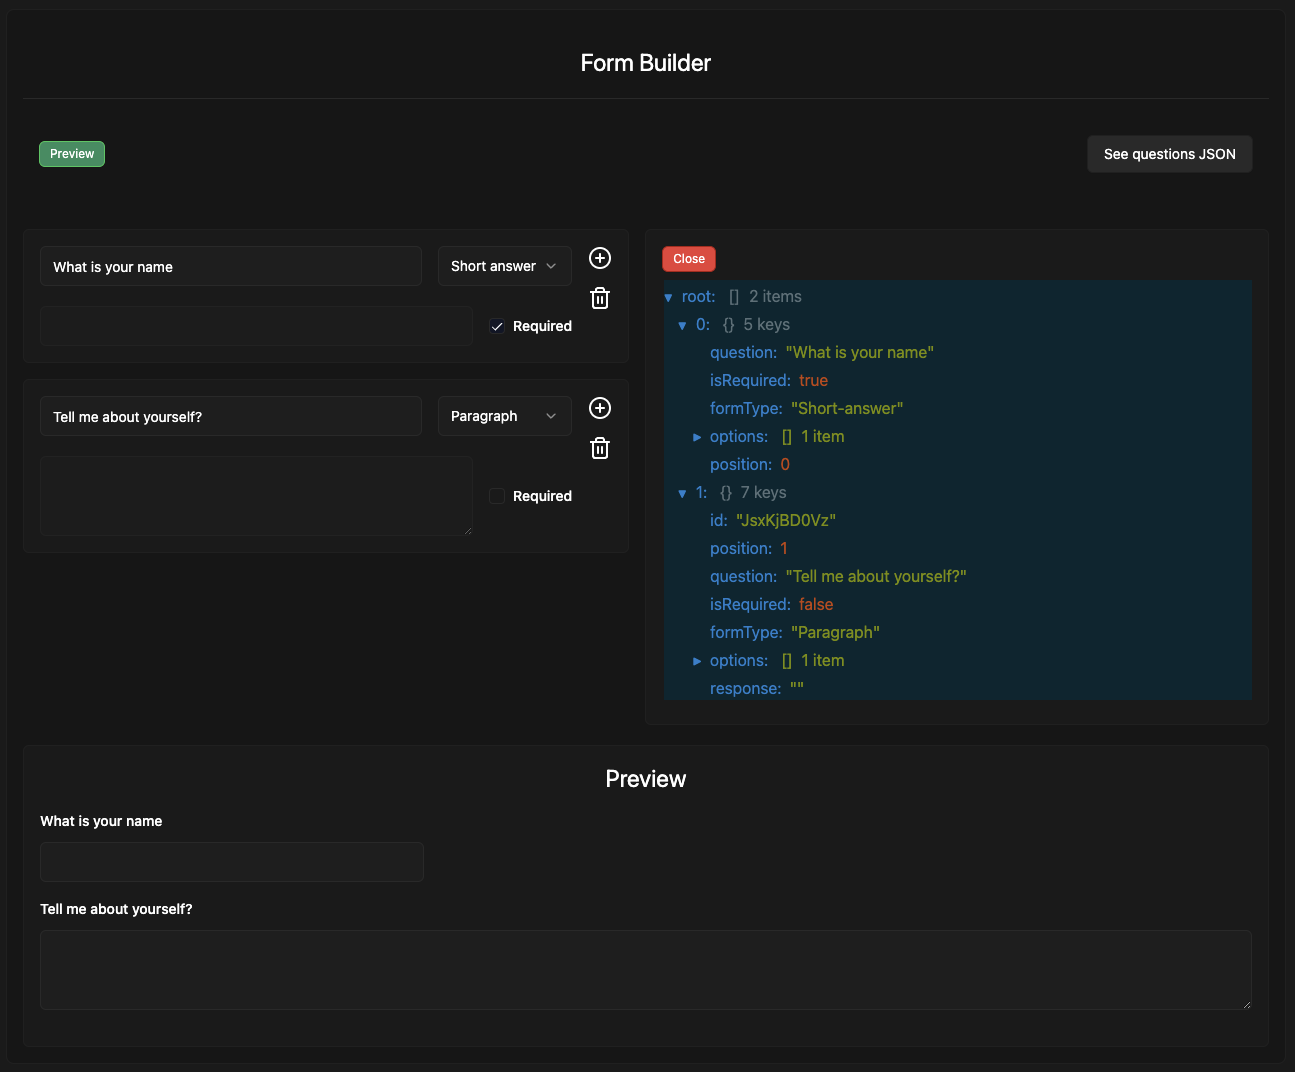 Form Builder
Preview
See questions JSON
What is your name
Short answer
Required
Tell me about yourself?
Paragraph
Required
Close
root: [] 2 items
0: {} 5 keys
question: "What is your name"
isRequired: true
formType: "Short-answer"
options: [] 1 item
position: 0
1: {} 7 keys
id: "JsxKjBD0Vz"
position: 1
question: "Tell me about yourself?"
isRequired: false
formType: "Paragraph"
options: [] 1 item
response: ""
Preview
What is your name
Tell me about yourself?